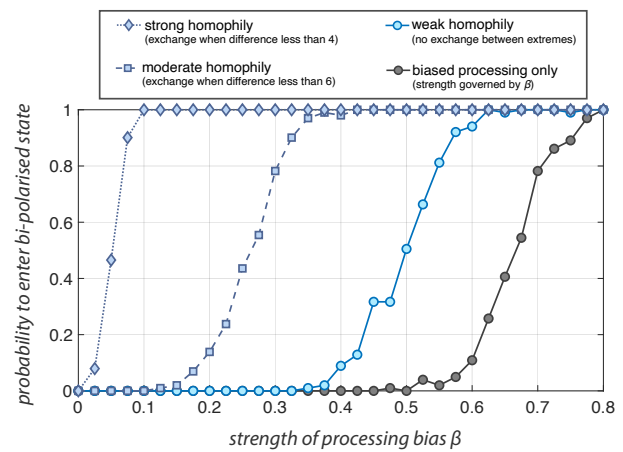 strong homophily
(exchange when difference less than 4)
weak homophily
(no exchange between extremes)
moderate homophily
(exchange when difference less than 6)
biased processing only
(strength governed by β)
probability to enter bi-polarised state
1
0.8
0.6
0.4
0.2
0
0 0.1 0.2 0.3 0.4 0.5 0.6 0.7 0.8
strength of processing bias β